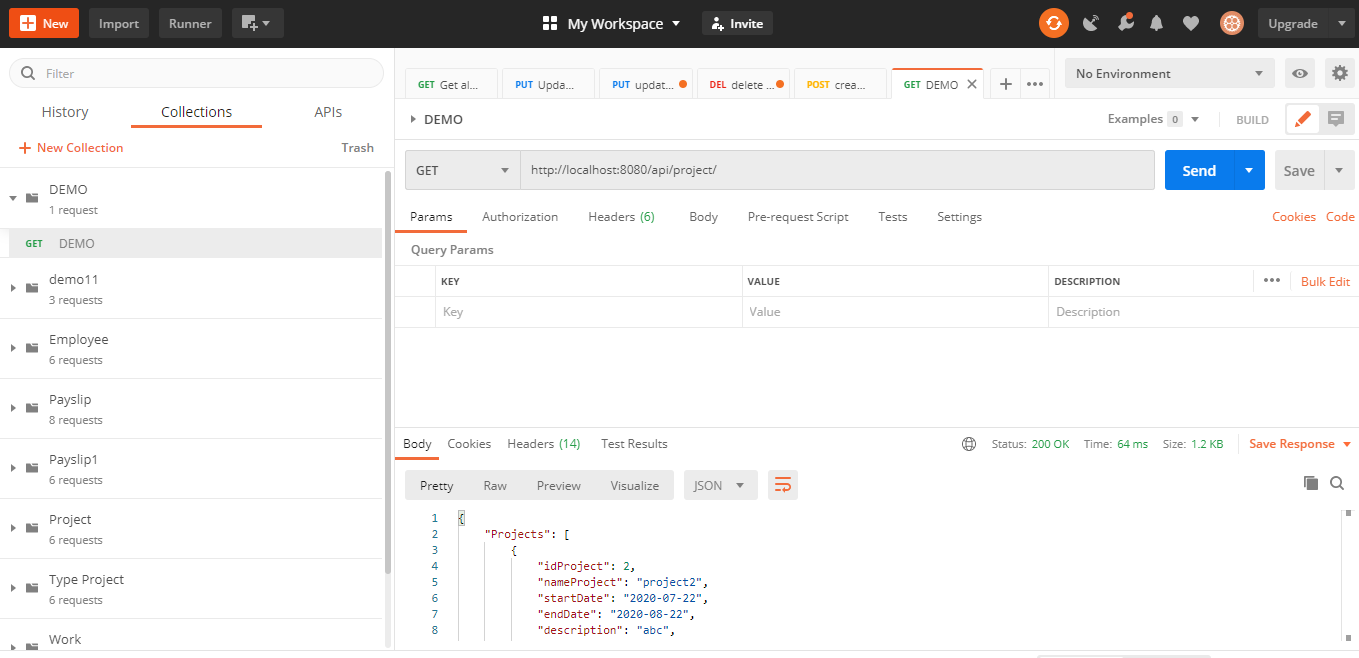 New Import Runner My Workspace Invite Upgrade
Filter
History Collections APIs
New Collection Trash
DEMO
1 request
GET DEMO
demo11
3 requests
Employee
6 requests
Payslip
8 requests
Payslip1
6 requests
Project
6 requests
Type Project
6 requests
Work
GET Get al... PUT Upda... PUT updat... DEL delete ... POST crea... GET DEMO
No Environment
DEMO Examples 0 BUILD
GET http://localhost:8080/api/project/ Send Save
Params Authorization Headers (6) Body Pre-request Script Tests Settings Cookies Code
Query Params
KEY VALUE DESCRIPTION Bulk Edit
Key Value Description
Body Cookies Headers (14) Test Results Status: 200 OK Time: 64 ms Size: 1.2 KB Save Response
Pretty Raw Preview Visualize JSON
1 {
2 "Projects": [
3 {
4 "idProject": 2,
5 "nameProject": "project2",
6 "startDate": "2020-07-22",
7 "endDate": "2020-08-22",
8 "description": "abc",